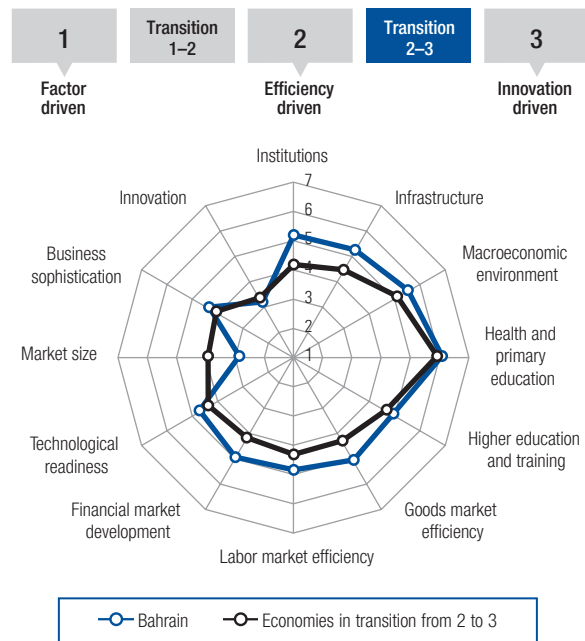 1
Transition
1–2
2
Transition
2–3
3
Factor
driven
Efficiency
driven
Innovation
driven
Institutions
Infrastructure
Macroeconomic
environment
Health and
primary
education
Higher education
and training
Goods market
efficiency
Labor market efficiency
Financial market
development
Technological
readiness
Market size
Business
sophistication
Innovation
7
6
5
4
3
2
1
Bahrain
Economies in transition from 2 to 3